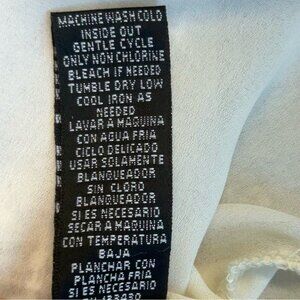 MACHINE WASH COLD
INSIDE OUT
GENTLE CYCLE
ONLY NON CHLORINE
BLEACH IF NEEDED
TUMBLE DRY LOW
COOL IRON AS
NEEDED
LAVAR A MAQUINA
CON AGUA FRIA
CICLO DELICADO
USAR SOLAMENTE
BLANQUEADOR
SIN CLORO
BLANQUEADOR
SI ES NECESARIO
SECAR A MAQUINA
CON TEMPERATURA
BAJA
PLANCHAR CON
PLANCHA FRIA
SI ES NECESARIO